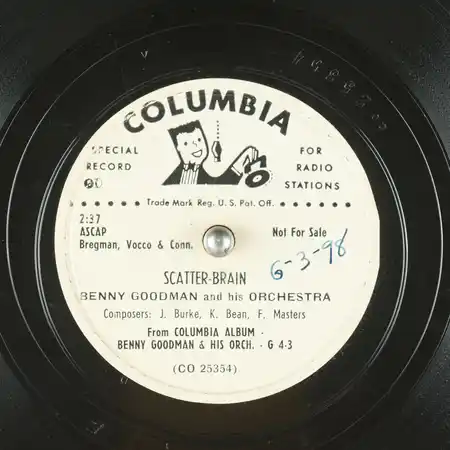 COLUMBIA
SPECIAL RECORD
FOR RADIO STATIONS
Trade Mark Reg. U. S. Pat. Off.
2:37
ASCAP
Bregman, Vocco & Conn.
Not For Sale
6-3-98
SCATTER-BRAIN
BENNY GOODMAN and his ORCHESTRA
Composers: J. Burke, K. Bean, F. Masters
From COLUMBIA ALBUM -
BENNY GOODMAN & HIS ORCH. - G 4-3
(CO 25354)